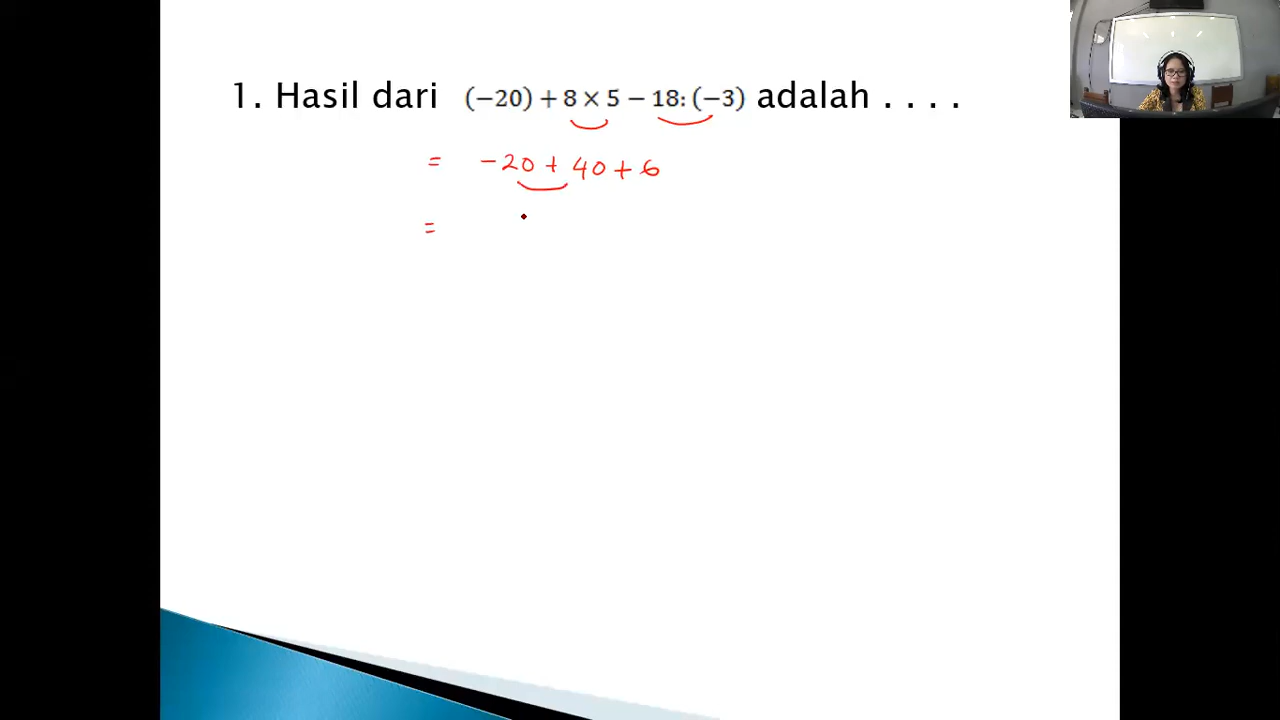 1. Hasil dari (−20) + 8 × 5 − 18: (−3) adalah . . . .
= −20 + 40 + 6
=